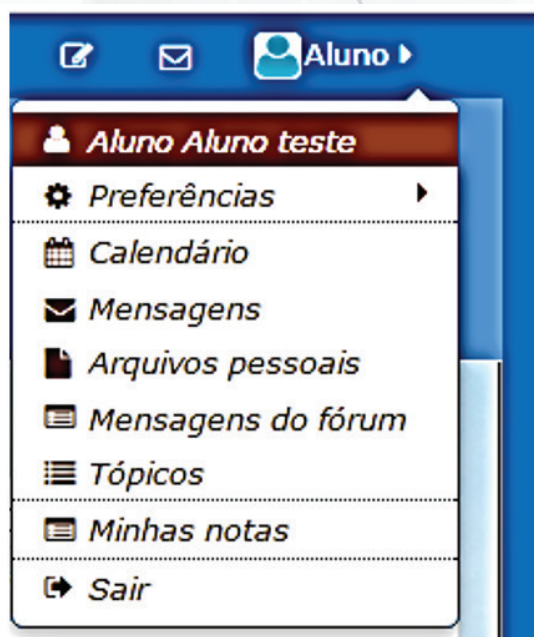 Aluno
Aluno Aluno teste
Preferências
Calendário
Mensagens
Arquivos pessoais
Mensagens do fórum
Tópicos
Minhas notas
Sair